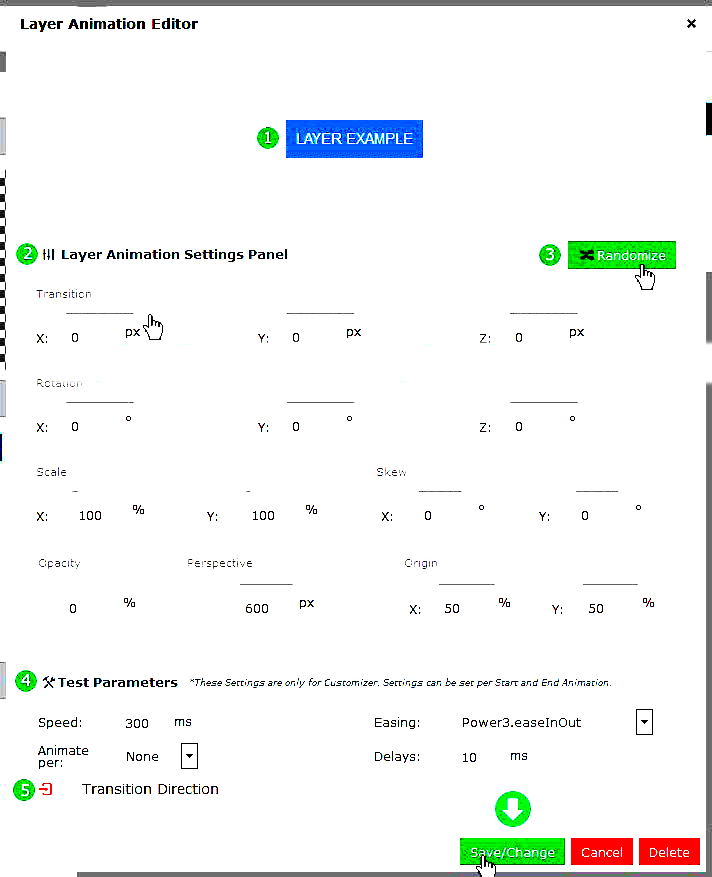 Layer Animation Editor ×
1 LAYER EXAMPLE
2 Layer Animation Settings Panel 3 Randomize
Transition
X: 0 px Y: 0 px Z: 0 px
Rotation
X: 0 ° Y: 0 ° Z: 0 °
Scale Skew
X: 100 % Y: 100 % X: 0 ° Y: 0 °
Opacity Perspective Origin
0 % 600 px X: 50 % Y: 50 %
4 Test Parameters *These Settings are only for Customizer. Settings can be set per Start and End Animation.
Speed: 300 ms Easing: Power3.easeInOut
Animate per: None Delays: 10 ms
5 Transition Direction
Save/Change Cancel Delete